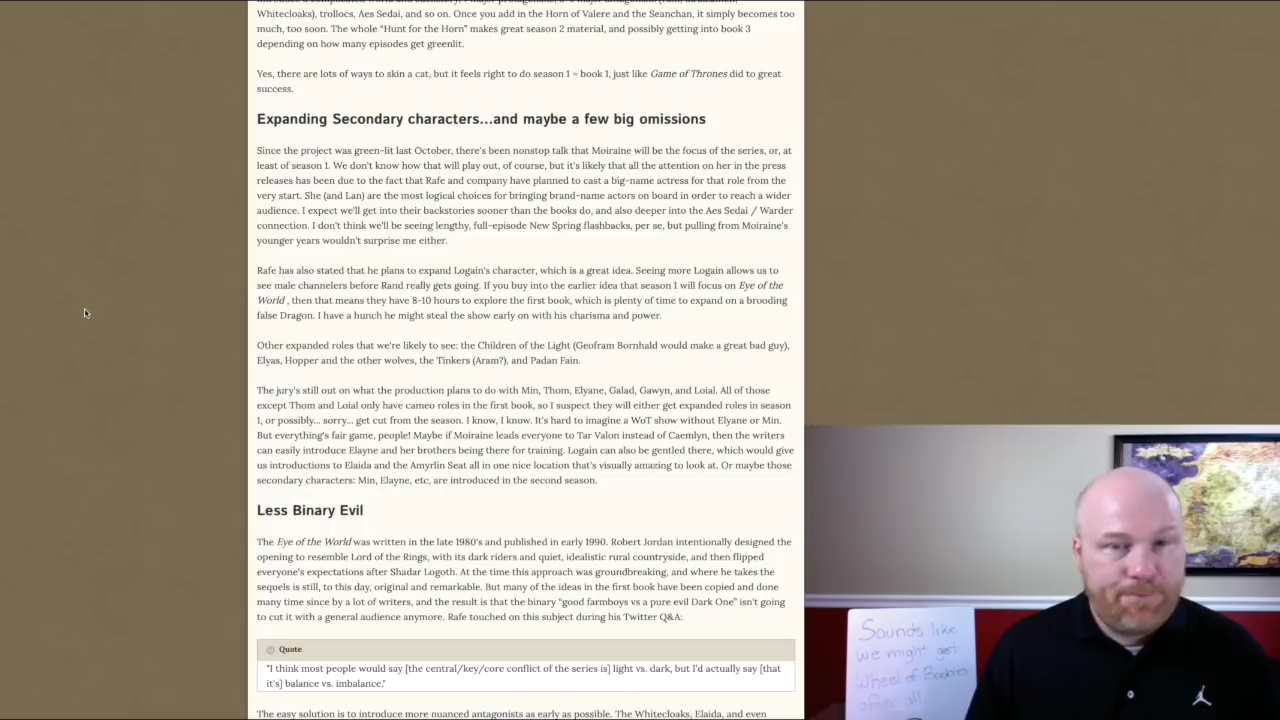 Whitecloaks), trollocs, Aes Sedai, and so on. Once you add in the Horn of Valere and the Seanchan, it simply becomes too
much, too soon. The whole “Hunt for the Horn” makes great season 2 material, and possibly getting into book 3
depending on how many episodes get greenlit.
Yes, there are lots of ways to skin a cat, but it feels right to do season 1 = book 1, just like Game of Thrones did to great
success.
Expanding Secondary characters...and maybe a few big omissions
Since the project was green-lit last October, there's been nonstop talk that Moiraine will be the focus of the series, or, at
least of season 1. We don't know how that will play out, of course, but it's likely that all the attention on her in the press
releases has been due to the fact that Rafe and company have planned to cast a big-name actress for that role from the
very start. She (and Lan) are the most logical choices for bringing brand-name actors on board in order to reach a wider
audience. I expect we'll get into their backstories sooner than the books do, and also deeper into the Aes Sedai / Warder
connection. I don't think we'll be seeing lengthy, full-episode New Spring flashbacks, per se, but pulling from Moiraine's
younger years wouldn't surprise me either.
Rafe has also stated that he plans to expand Logain's character, which is a great idea. Seeing more Logain allows us to
see male channelers before Rand really gets going. If you buy into the earlier idea that season 1 will focus on Eye of the
World , then that means they have 8-10 hours to explore the first book, which is plenty of time to expand on a brooding
false Dragon. I have a hunch he might steal the show early on with his charisma and power.
Other expanded roles that we're likely to see: the Children of the Light (Geofram Bornhald would make a great bad guy),
Elyas, Hopper and the other wolves, the Tinkers (Aram?), and Padan Fain.
The jury's still out on what the production plans to do with Min, Thom, Elyane, Galad, Gawyn, and Loial. All of those
except Thom and Loial only have cameo roles in the first book, so I suspect they will either get expanded roles in season
1, or possibly... sorry... get cut from the season. I know, I know. It's hard to imagine a WoT show without Elyane or Min.
But everything's fair game, people! Maybe if Moiraine leads everyone to Tar Valon instead of Caemlyn, then the writers
can easily introduce Elayne and her brothers being there for training. Logain can also be gentled there, which would give
us introductions to Elaida and the Amyrlin Seat all in one nice location that's visually amazing to look at. Or maybe those
secondary characters: Min, Elayne, etc, are introduced in the second season.
Less Binary Evil
The Eye of the World was written in the late 1980's and published in early 1990. Robert Jordan intentionally designed the
opening to resemble Lord of the Rings, with its dark riders and quiet, idealistic rural countryside, and then flipped
everyone's expectations after Shadar Logoth. At the time this approach was groundbreaking, and where he takes the
sequels is still, to this day, original and remarkable. But many of the ideas in the first book have been copied and done
many time since by a lot of writers, and the result is that the binary “good farmboys vs a pure evil Dark One” isn't going
to cut it with a general audience anymore. Rafe touched on this subject during his Twitter Q&A:
Quote
"I think most people would say [the central/key/core conflict of the series is] light vs. dark, but I'd actually say [that
it's] balance vs. imbalance."
The easy solution is to introduce more nuanced antagonists as early as possible. The Whitecloaks, Elaida, and even
Sounds like
we might get
Wheel of Boobies
after all